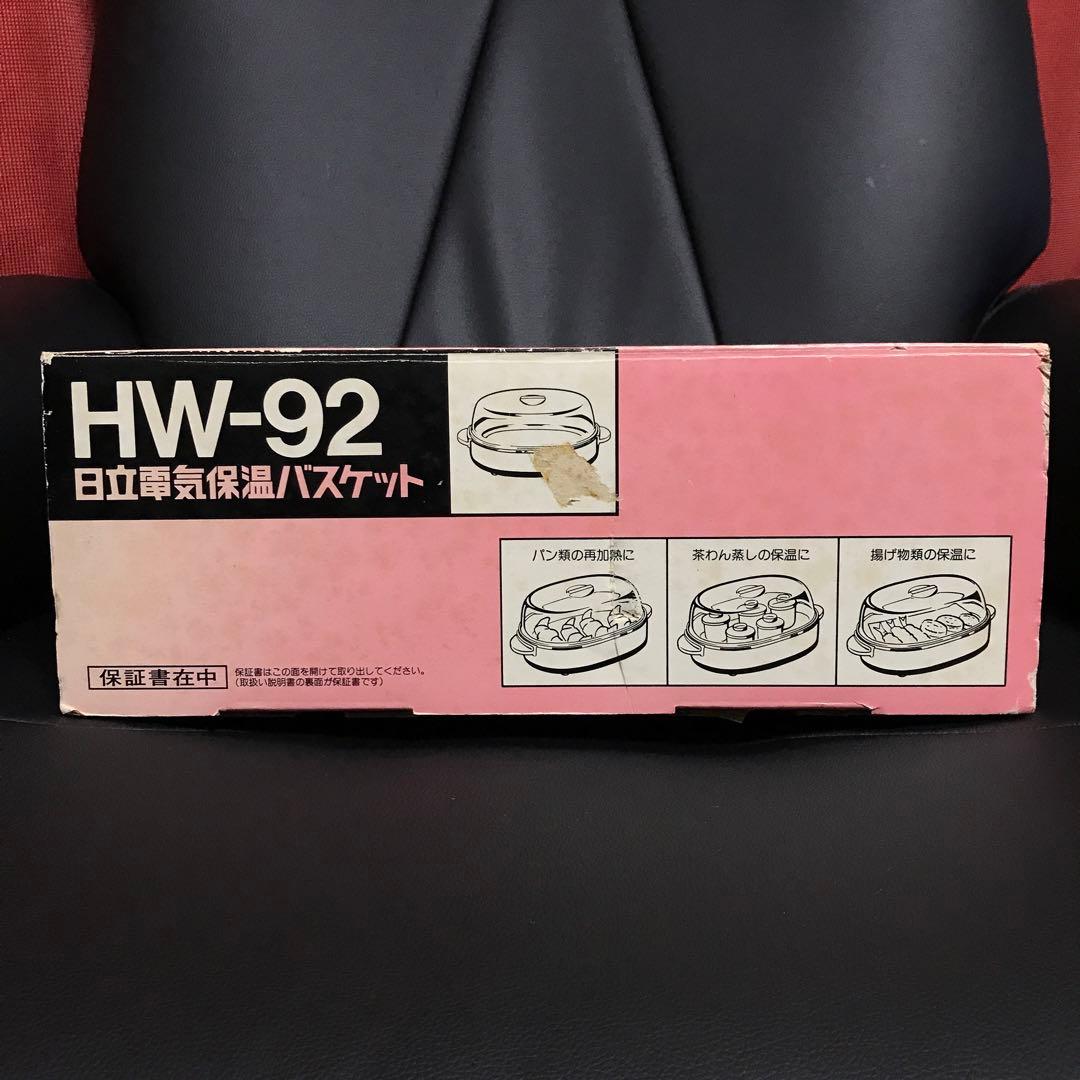 HW-92
日立電気保温バスケット
パン類の再加熱に
茶わん蒸しの保温に
揚げ物類の保温に
保証書在中
保証書はこの面を開けて取り出してください。
(取扱い説明書の裏面が保証書です)